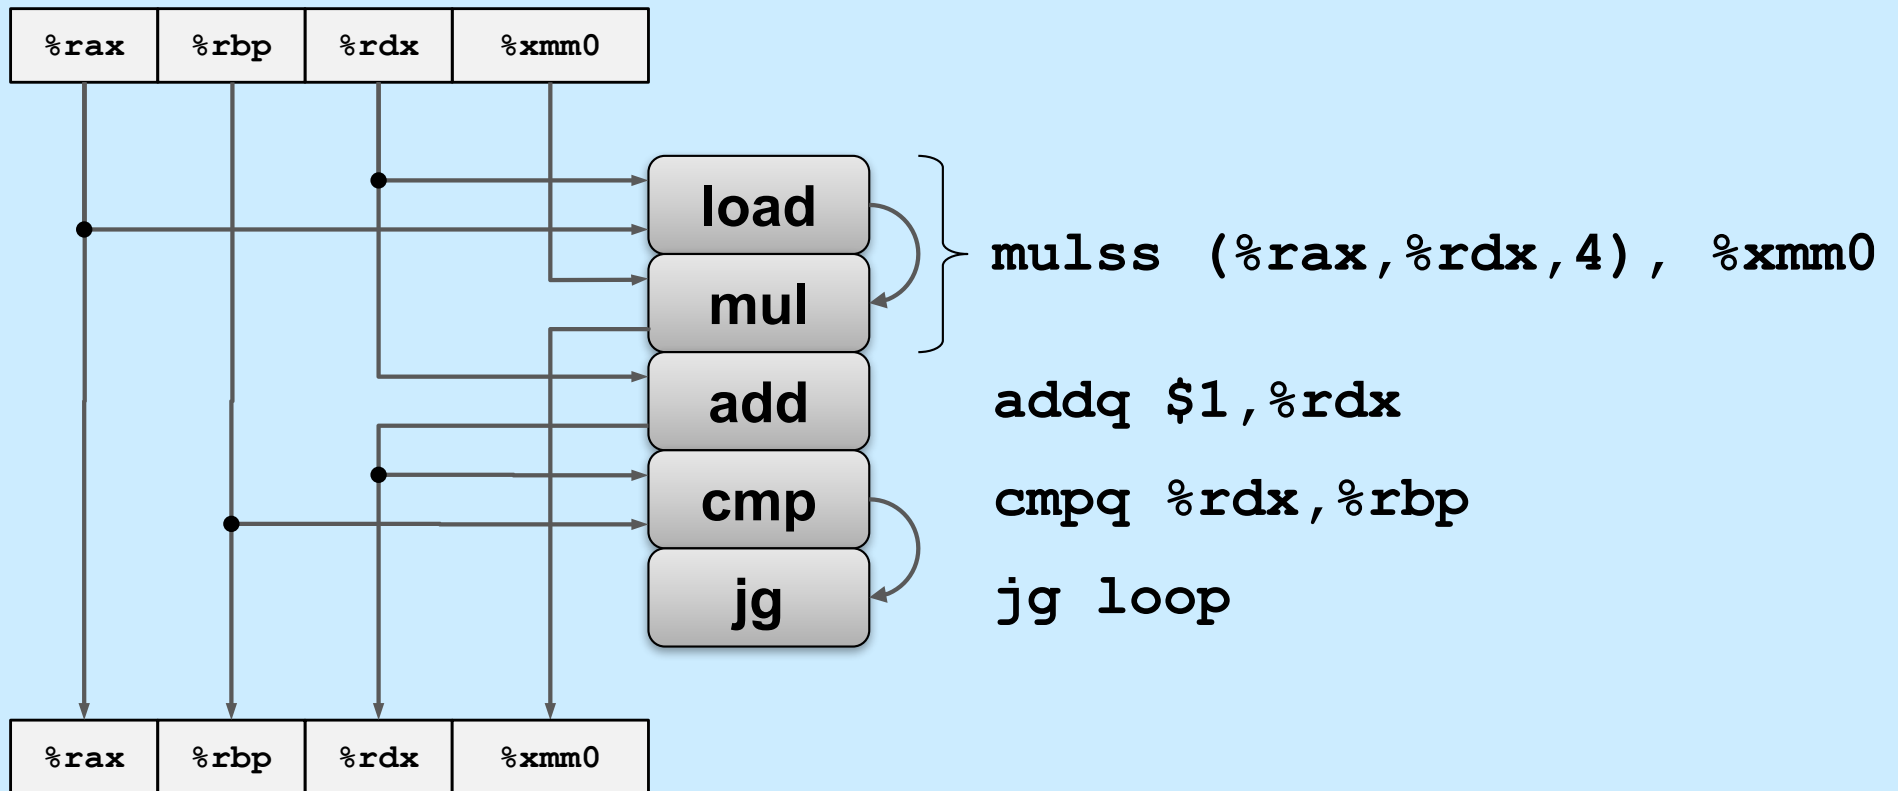 %rax %rbp %rdx %xmm0
load
mul
mulss (%rax,%rdx,4), %xmm0
add
addq $1,%rdx
cmp
cmpq %rdx,%rbp
jg
jg loop
%rax %rbp %rdx %xmm0